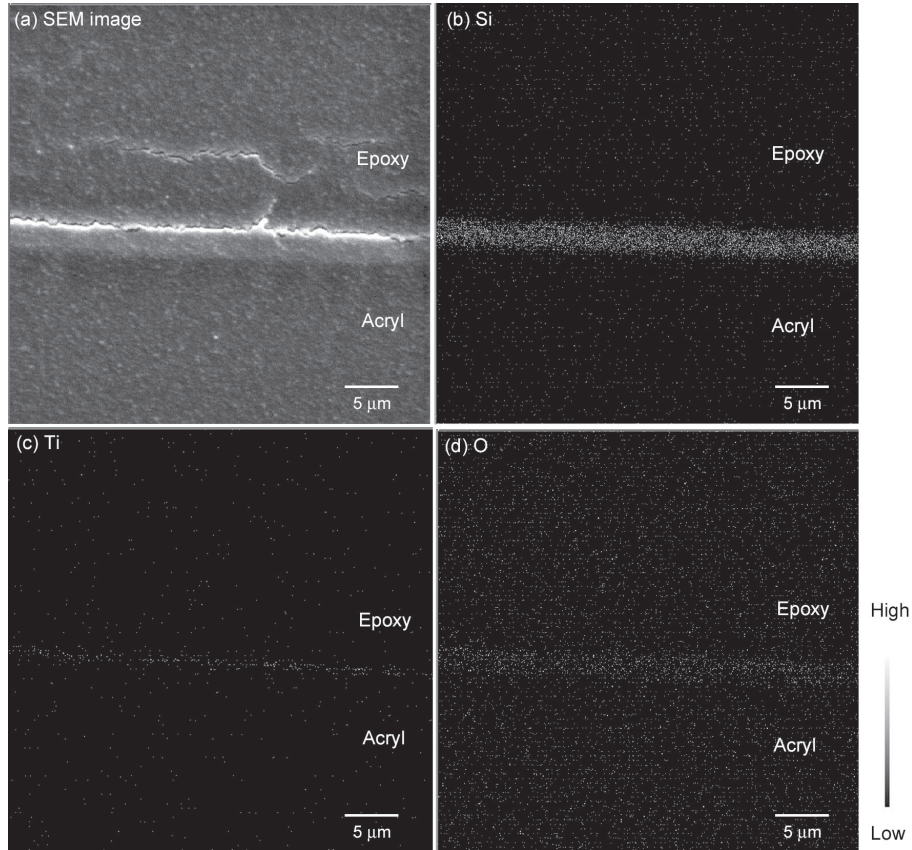 (a) SEM image
Epoxy
Acryl
5 μm
(b) Si
Epoxy
Acryl
5 μm
(c) Ti
Epoxy
Acryl
5 μm
(d) O
Epoxy
Acryl
5 μm
High
Low